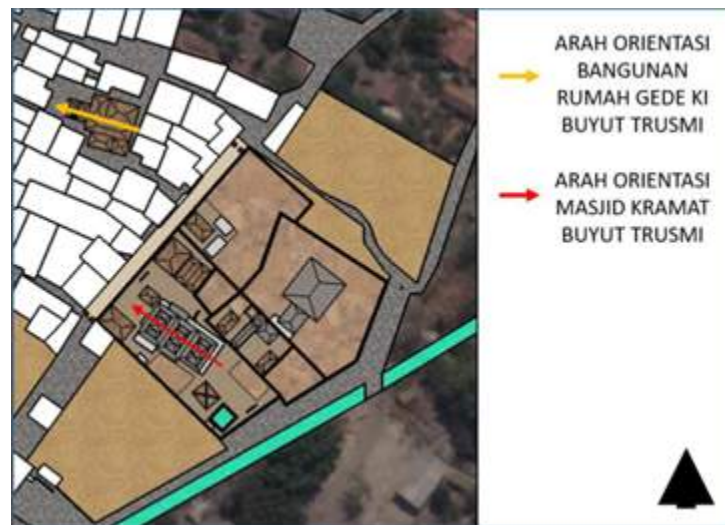 ARAH ORIENTASI
BANGUNAN
RUMAH GEDE KI
BUYUT TRUSMI
ARAH ORIENTASI
MASJID KRAMAT
BUYUT TRUSMI